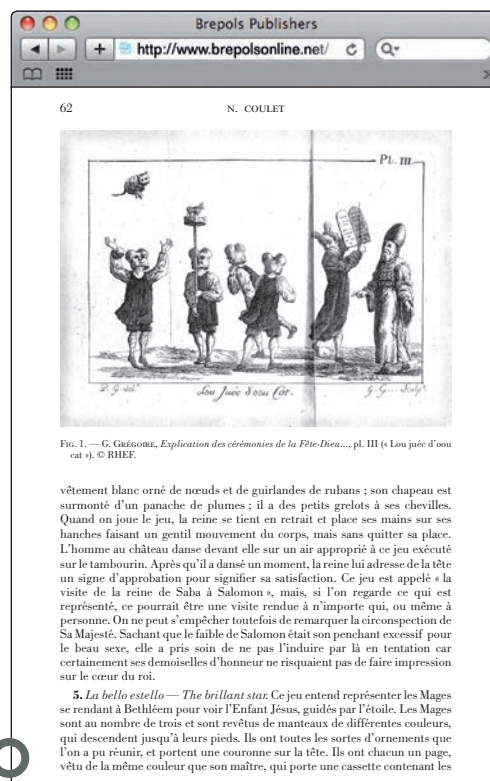 Brepols Publishers
http://www.brepolsonline.net/
62
N. COULET
Pl. III.
Lou Juéc d'oou Cat.
FIG. 1. — G. GRÉGOIRE, Explication des cérémonies de la Fête-Dieu..., pl. III (« Lou juéc d'oou
cat »). © RHEF.
vêtement blanc orné de nœuds et de guirlandes de rubans ; son chapeau est
surmonté d'un panache de plumes ; il a des petits grelots à ses chevilles.
Quand on joue le jeu, la reine se tient en retrait et place ses mains sur ses
hanches faisant un gentil mouvement du corps, mais sans quitter sa place.
L'homme au château danse devant elle sur un air approprié à ce jeu exécuté
sur le tambourin. Après qu'il a dansé un moment, la reine lui adresse de la tête
un signe d'approbation pour signifier sa satisfaction. Ce jeu est appelé « la
visite de la reine de Saba à Salomon », mais, si l'on regarde ce qui est
représenté, ce pourrait être une visite rendue à n'importe qui, ou même à
personne. On ne peut s'empêcher toutefois de remarquer la circonspection de
Sa Majesté. Sachant que le faible de Salomon était son penchant excessif pour
le beau sexe, elle a pris soin de ne pas l'induire par là en tentation car
certainement ses demoiselles d'honneur ne risquaient pas de faire impression
sur le cœur du roi.
5. La bello estello — The brillant star. Ce jeu entend représenter les Mages
se rendant à Bethléem pour voir l'Enfant Jésus, guidés par l'étoile. Les Mages
sont au nombre de trois et sont revêtus de manteaux de différentes couleurs,
qui descendent jusqu'à leurs pieds. Ils ont toutes les sortes d'ornements que
l'on a pu réunir, et portent une couronne sur la tête. Ils ont chacun un page,
vêtu de la même couleur que son maître, qui porte une cassette contenant les